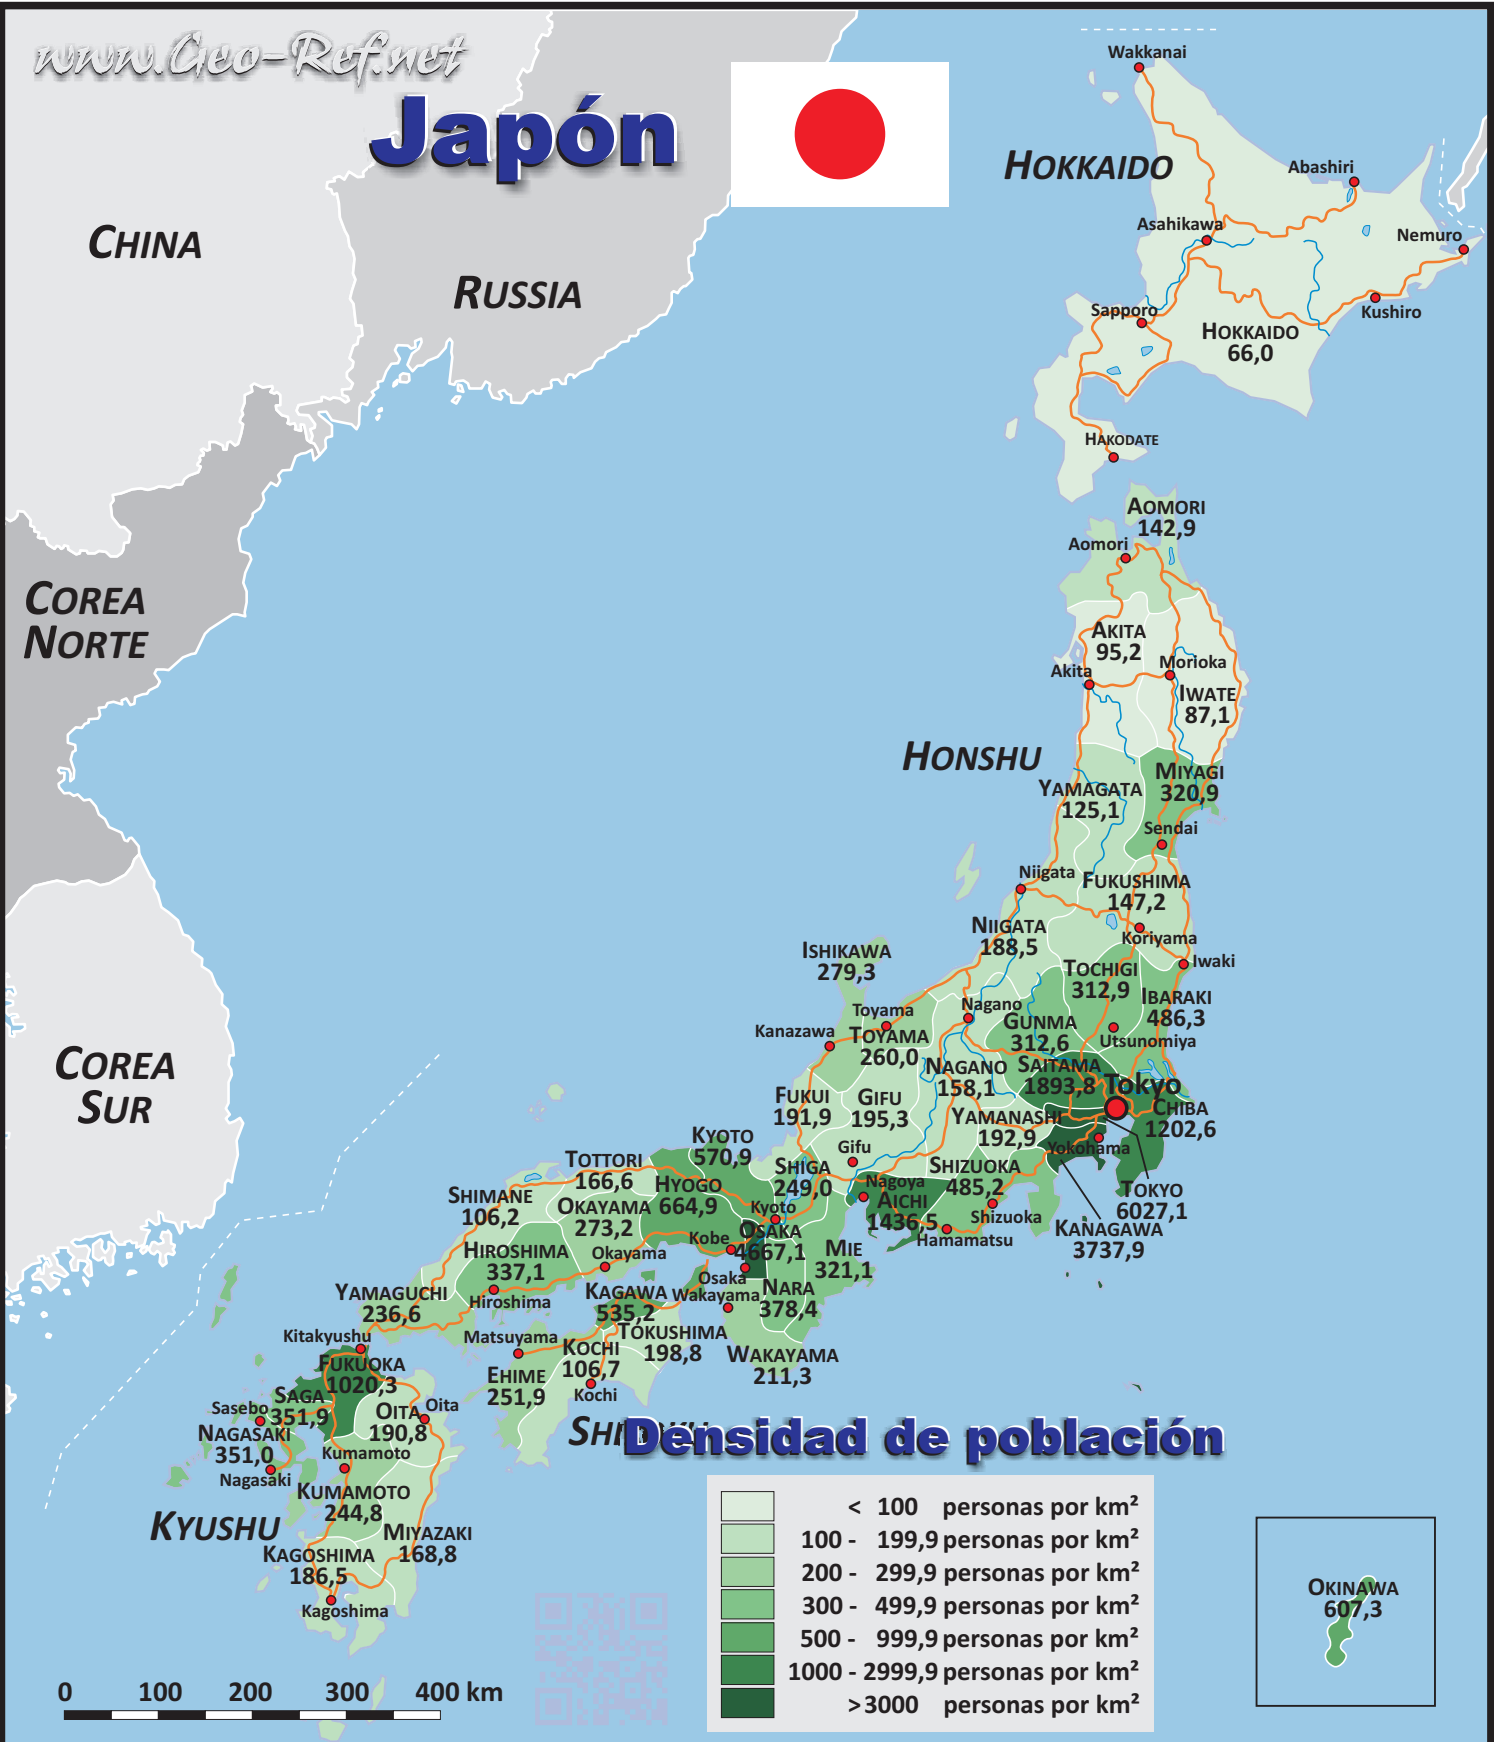 www.Geo-Ref.net
Japón
CHINA
RUSSIA
COREA
NORTE
COREA
SUR
HOKKAIDO
Wakkanai
Abashiri
Asahikawa
Nemuro
Kushiro
Sapporo
HOKKAIDO
66,0
HAKODATE
AOMORI
142,9
Aomori
AKITA
95,2
Akita
Morioka
IWATE
87,1
HONSHU
MIYAGI
320,9
YAMAGATA
125,1
Sendai
Niigata
FUKUSHIMA
147,2
NIIGATA
188,5
Koriyama
Iwaki
ISHIKAWA
279,3
TOCHIGI
312,9
IBARAKI
486,3
Toyama
Nagano
GUNMA
312,6
Kanazawa
TOYAMA
260,0
Utsunomiya
NAGANO
158,1
SAITAMA
1893,8
Tokyo
FUKUI
191,9
GIFU
195,3
CHIBA
1202,6
YAMANASHI
192,9
Yokohama
KYOTO
570,9
Gifu
SHIGA
249,0
SHIZUOKA
485,2
TOTTORI
166,6
HYOGO
664,9
Nagoya
AICHI
1436,5
TOKYO
6027,1
SHIMANE
106,2
OKAYAMA
273,2
Kyoto
Shizuoka
Hamamatsu
KANAGAWA
3737,9
Kobe
OSAKA
4667,1
MIE
321,1
HIROSHIMA
337,1
Okayama
Osaka
NARA
378,4
YAMAGUCHI
236,6
Hiroshima
KAGAWA
535,2
Wakayama
Kitakyushu
Matsuyama
KOCHI
106,7
TOKUSHIMA
198,8
WAKAYAMA
211,3
FUKUOKA
1020,3
EHIME
251,9
Kochi
SAGA
351,9
Sasebo
OITA
190,8
Oita
NAGASAKI
351,0
Nagasaki
Kumamoto
KUMAMOTO
244,8
KYUSHU
MIYAZAKI
168,8
KAGOSHIMA
186,5
Kagoshima
Densidad de población
< 100 personas por km²
100 - 199,9 personas por km²
200 - 299,9 personas por km²
300 - 499,9 personas por km²
500 - 999,9 personas por km²
1000 - 2999,9 personas por km²
>3000 personas por km²
OKINAWA
607,3
0 100 200 300 400 km